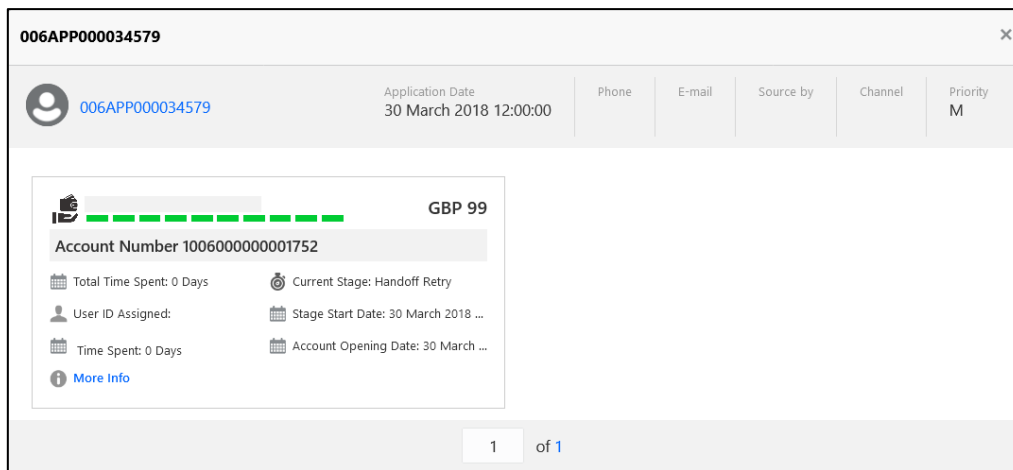 006APP000034579
×
006APP000034579
Application Date
30 March 2018 12:00:00
Phone
E-mail
Source by
Channel
Priority
M
GBP 99
Account Number 1006000000001752
Total Time Spent: 0 Days
Current Stage: Handoff Retry
User ID Assigned:
Stage Start Date: 30 March 2018 ...
Time Spent: 0 Days
Account Opening Date: 30 March ...
More Info
1 of 1